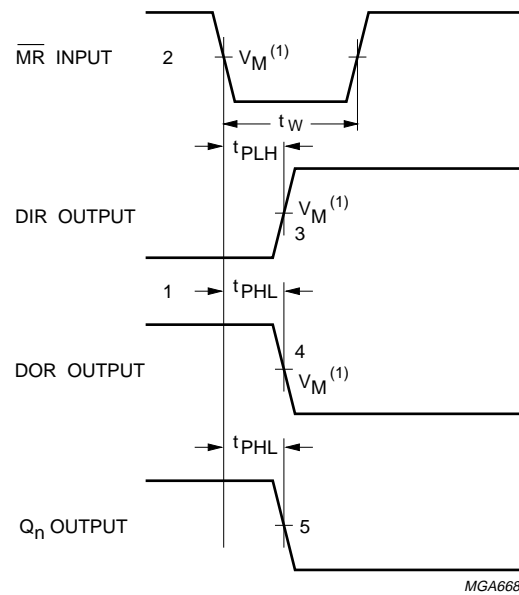 MR INPUT 2 VM(1)
tW
tPLH
DIR OUTPUT VM(1)
3
1 tPHL
4
DOR OUTPUT VM(1)
tPHL
Qn OUTPUT 5
MGA668